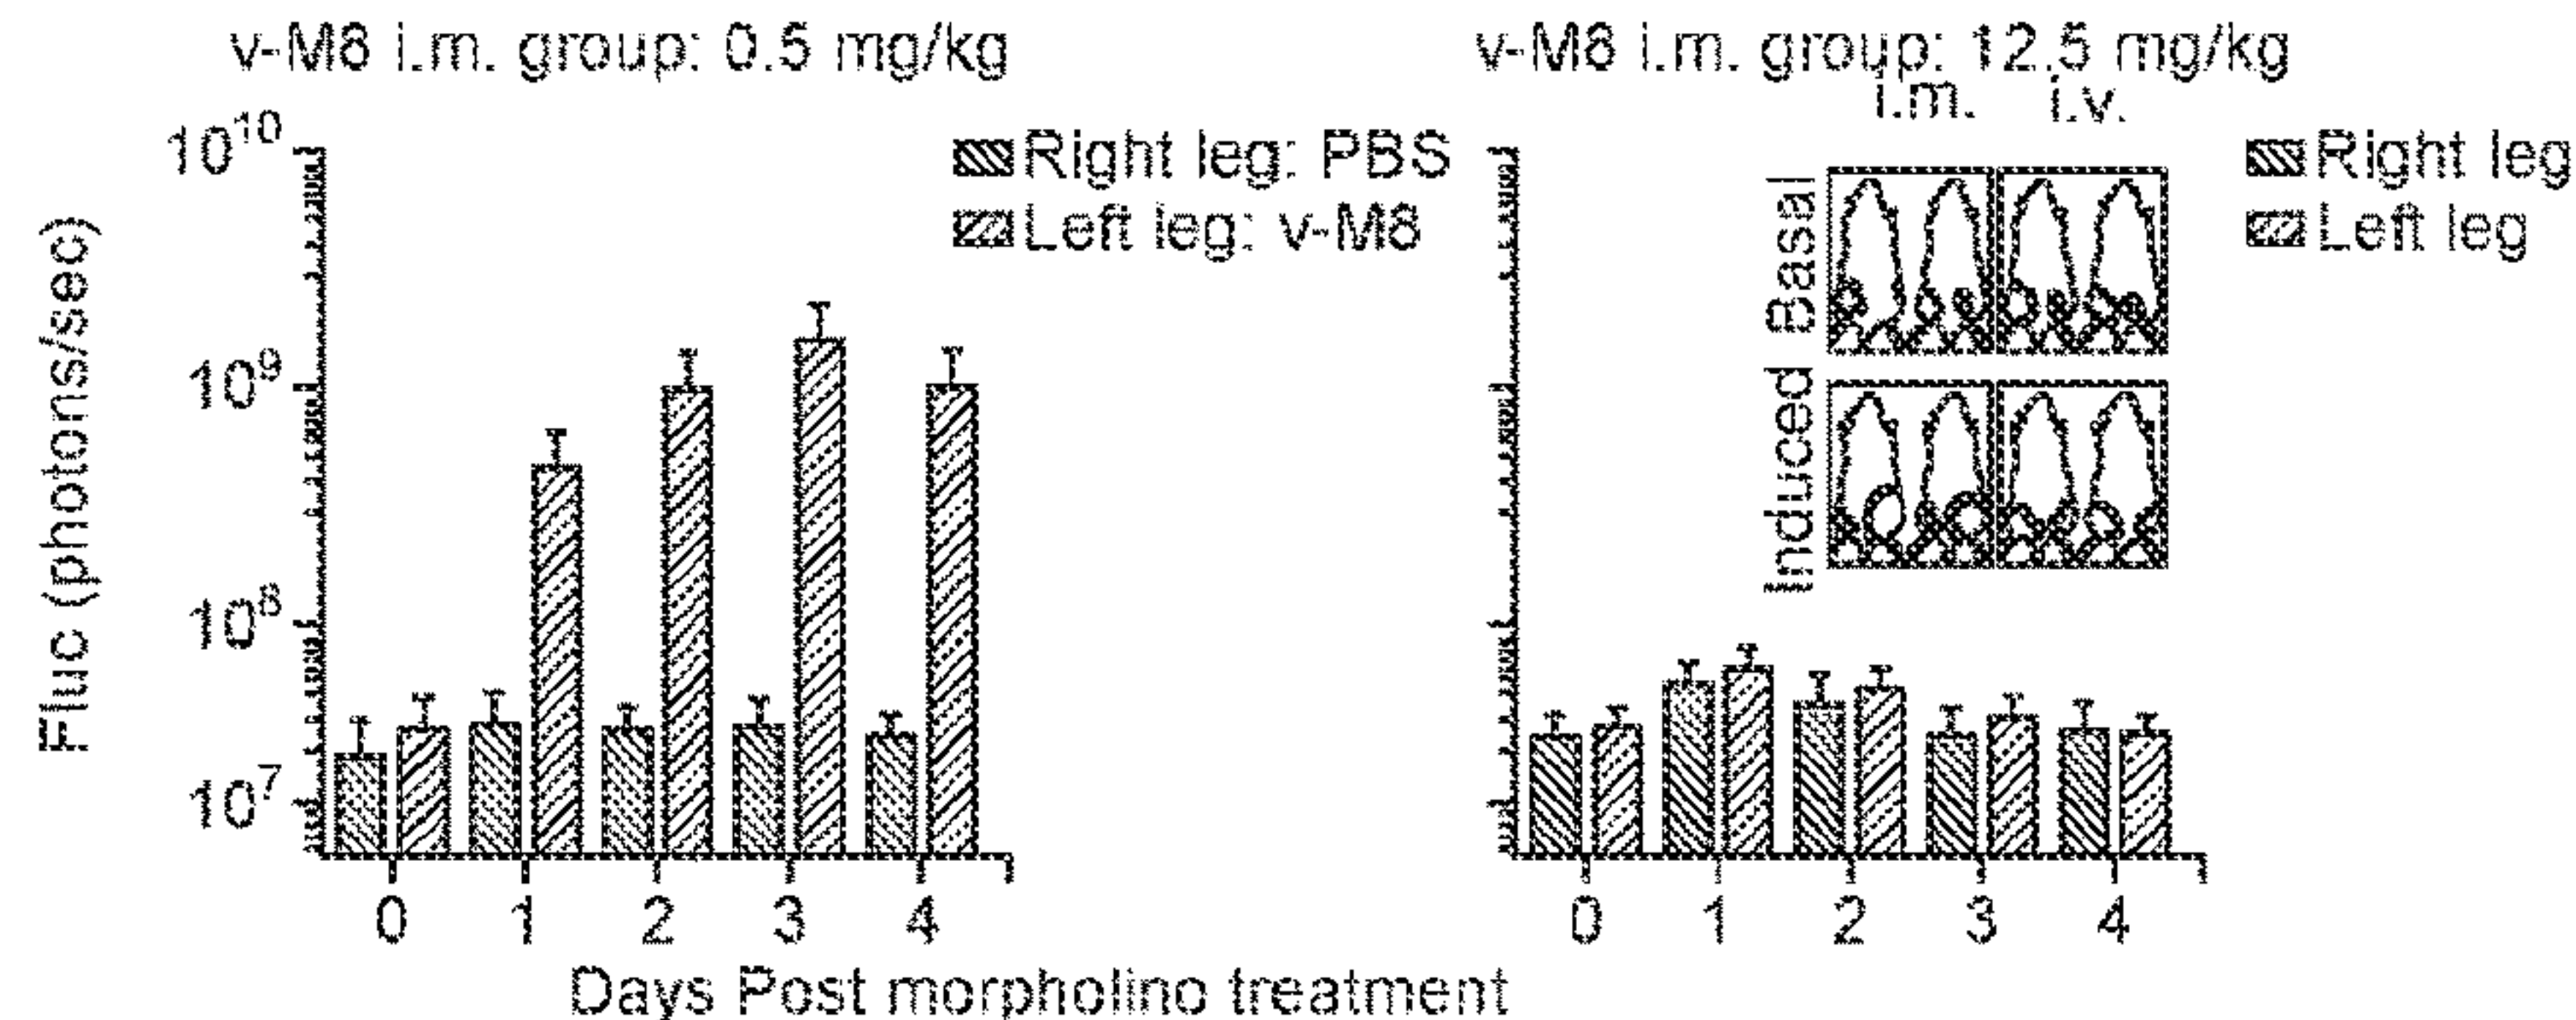 v-M8 i.m. group: 0.5 mg/kg
Fluc (photons/sec)
10^10
10^9
10^8
10^7
Right leg: PBS
Left leg: v-M8
0 1 2 3 4
v-M8 i.m. group: 12.5 mg/kg
i.m. i.v.
Basal
Induced
Right leg
Left leg
0 1 2 3 4
Days Post morpholino treatment